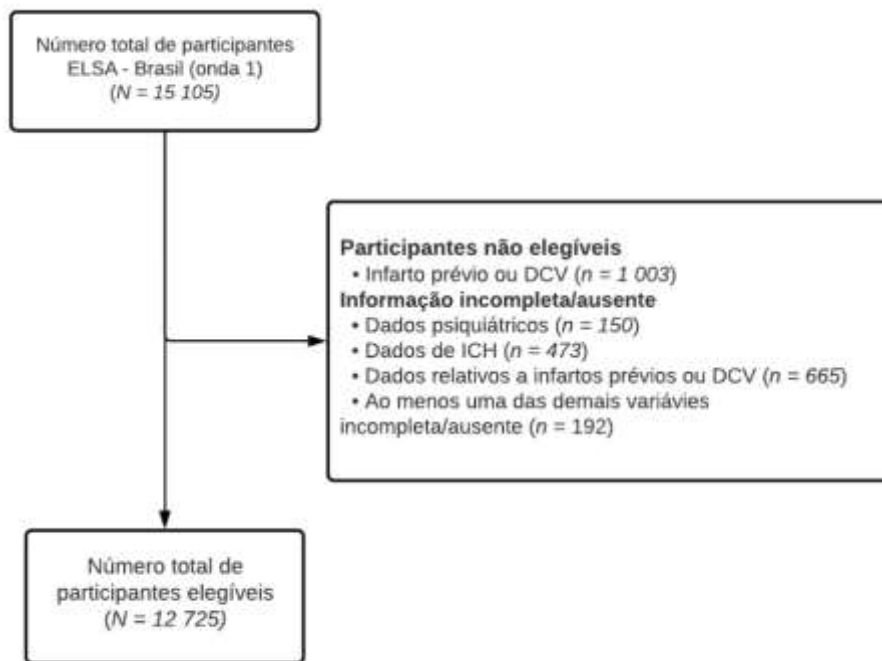 Número total de participantes
ELSA - Brasil (onda 1)
(N = 15 105)
Participantes não elegíveis
• Infarto prévio ou DCV (n = 1 003)
Informação incompleta/ausente
• Dados psiquiátricos (n = 150)
• Dados de ICH (n = 473)
• Dados relativos a infartos prévios ou DCV (n = 665)
• Ao menos uma das demais variávies
incompleta/ausente (n = 192)
Número total de
participantes elegíveis
(N = 12 725)